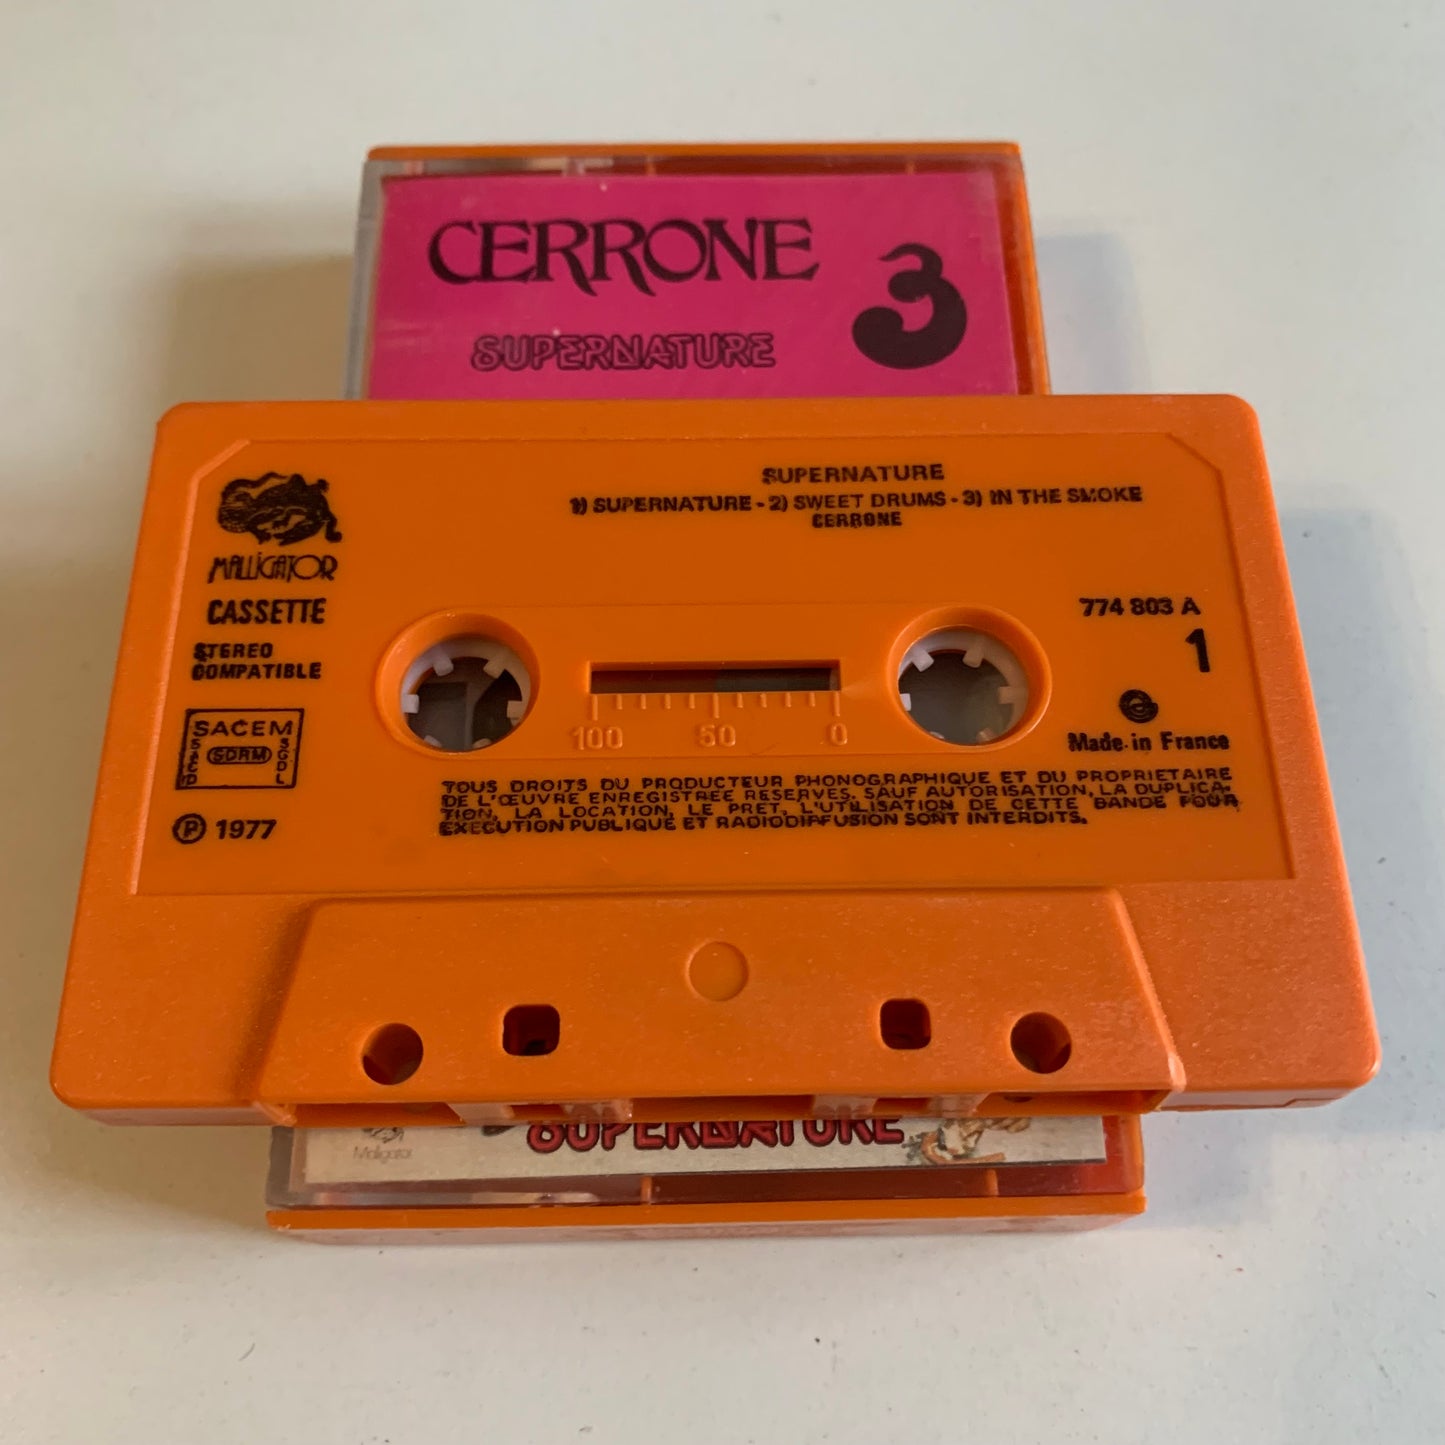 CERRONE
3
SUPERNATURE
SUPERNATURE
1) SUPERNATURE - 2) SWEET DRUMS - 3) IN THE SMOKE
CERRONE
MALLiGATOR
CASSETTE
STEREO
COMPATIBLE
SACEM
SACD
SDRM
SGDL
℗ 1977
774 803 A
1
Made in France
100 50 0
TOUS DROITS DU PRODUCTEUR PHONOGRAPHIQUE ET DU PROPRIETAIRE
DE L'ŒUVRE ENREGISTREE RESERVES. SAUF AUTORISATION, LA DUPLICA-
TION, LA LOCATION, LE PRET, L'UTILISATION DE CETTE BANDE POUR
EXECUTION PUBLIQUE ET RADIODIFFUSION SONT INTERDITS.
Malligator
SUPERNATURE